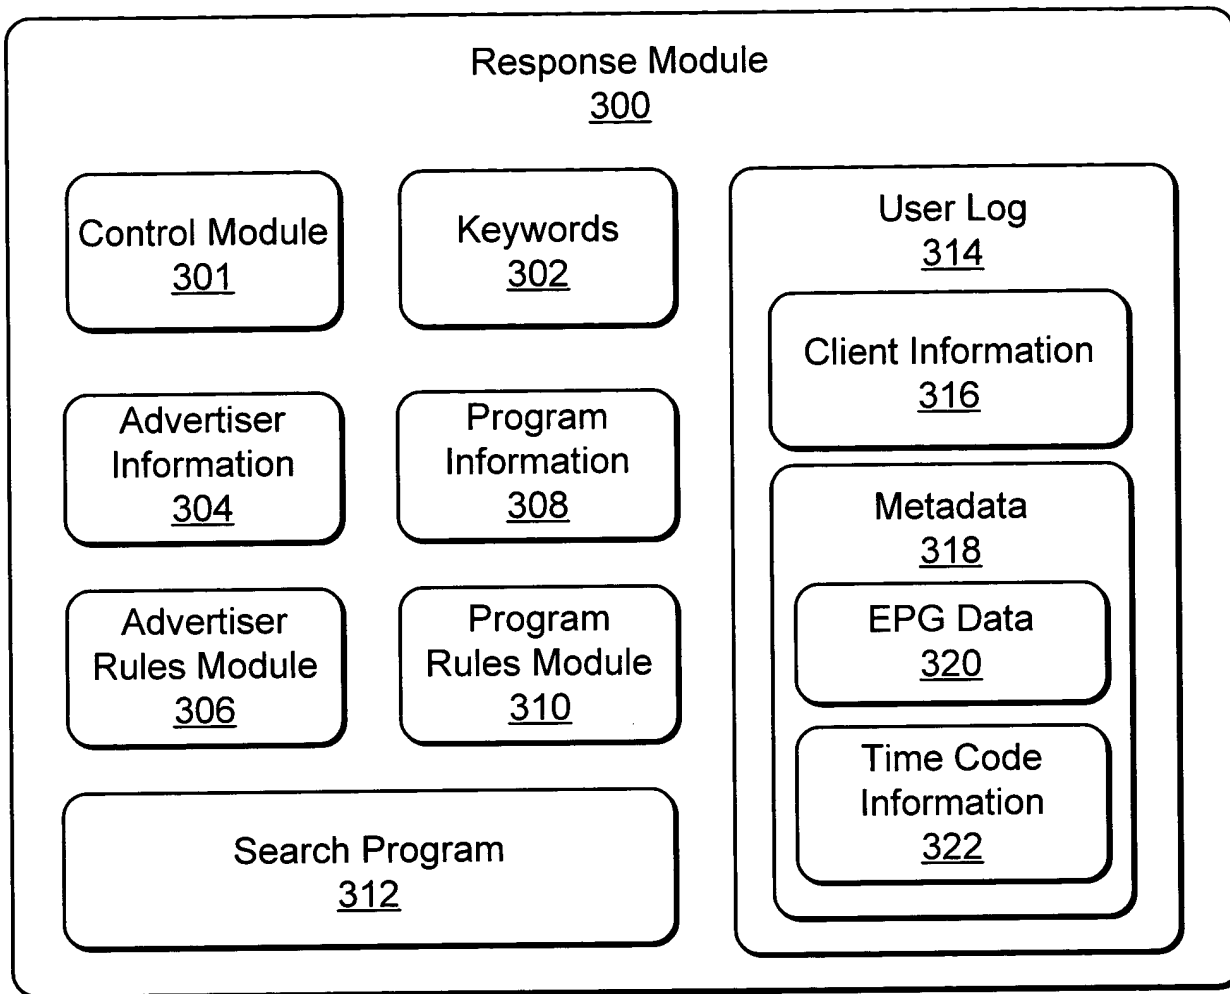 Response Module
300
Control Module
301
Keywords
302
Advertiser
Information
304
Program
Information
308
Advertiser
Rules Module
306
Program
Rules Module
310
Search Program
312
User Log
314
Client Information
316
Metadata
318
EPG Data
320
Time Code
Information
322